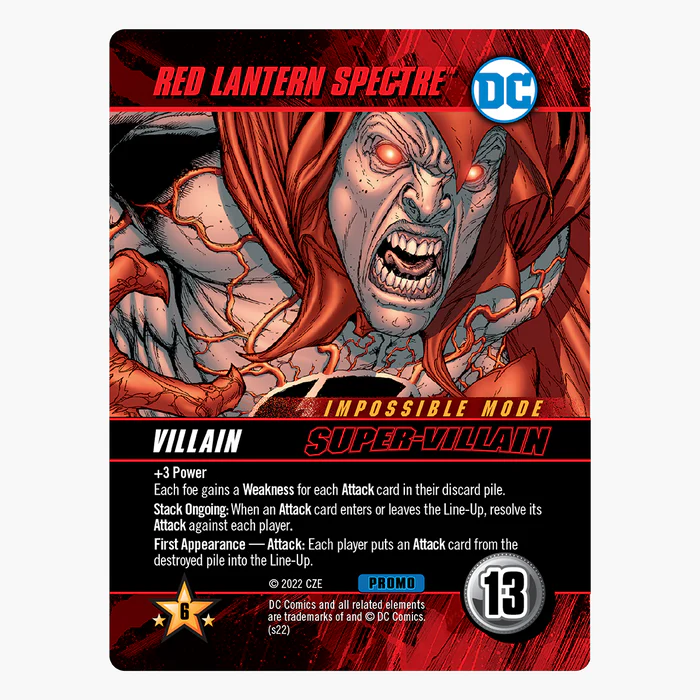 RED LANTERN SPECTRE™
DC
IMPOSSIBLE MODE
VILLAIN
SUPER-VILLAIN
+3 Power
Each foe gains a Weakness for each Attack card in their discard pile.
Stack Ongoing: When an Attack card enters or leaves the Line-Up, resolve its
Attack against each player.
First Appearance — Attack: Each player puts an Attack card from the
destroyed pile into the Line-Up.
© 2022 CZE
PROMO
13
6
DC Comics and all related elements
are trademarks of and © DC Comics.
(s22)